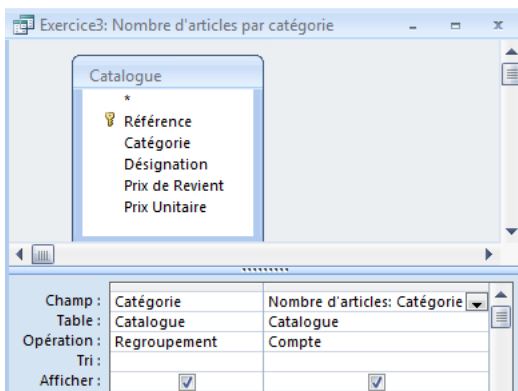 Exercice3: Nombre d'articles par catégorie
Catalogue
*
Référence
Catégorie
Désignation
Prix de Revient
Prix Unitaire
Champ : Catégorie Nombre d'articles: Catégorie
Table : Catalogue Catalogue
Opération : Regroupement Compte
Tri :
Afficher :